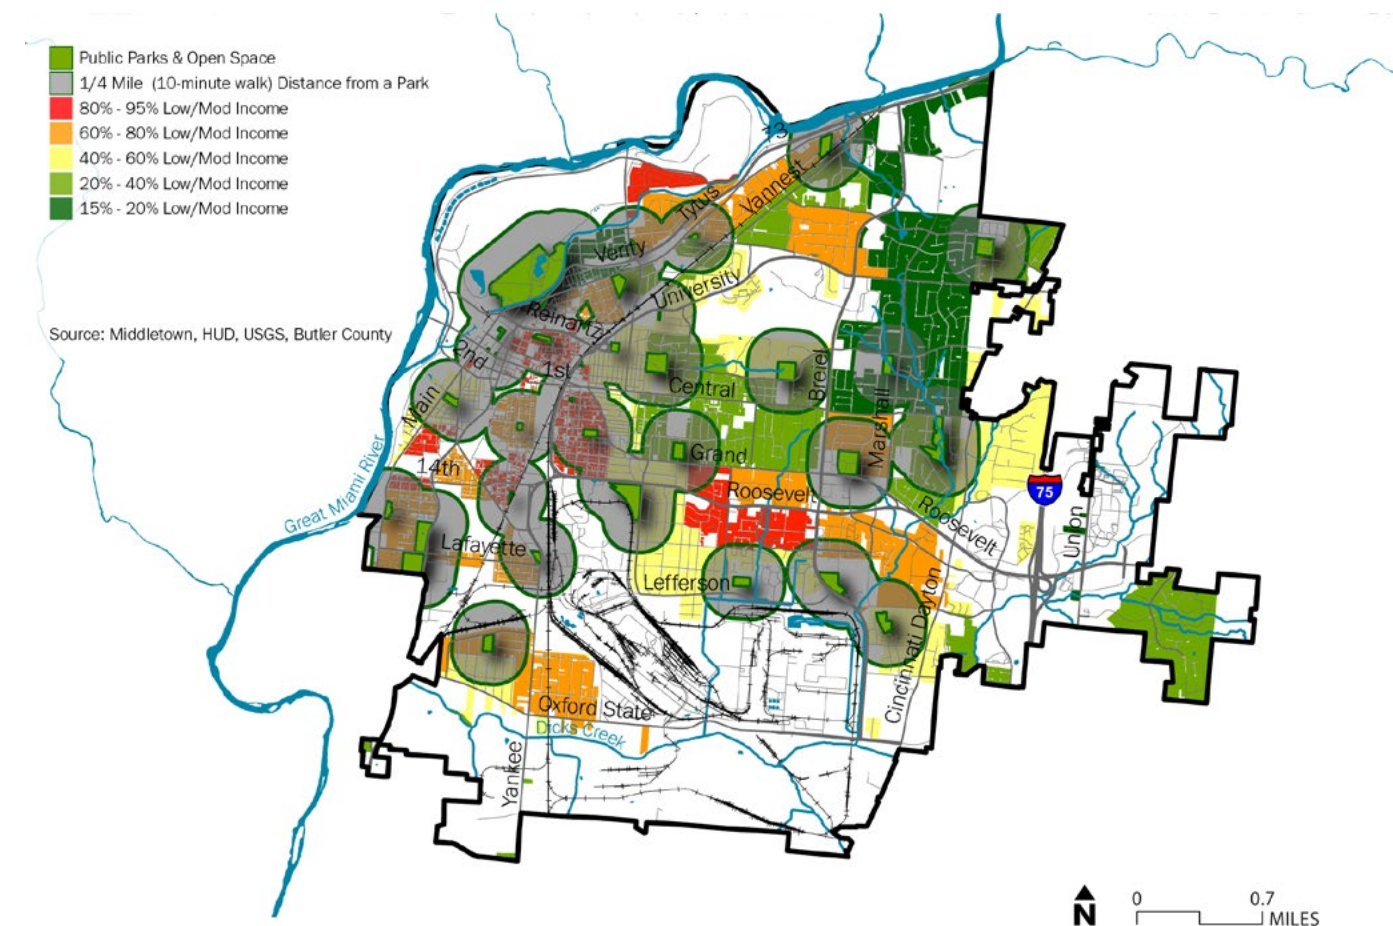 Public Parks & Open Space
1/4 Mile (10-minute walk) Distance from a Park
80% - 95% Low/Mod Income
60% - 80% Low/Mod Income
40% - 60% Low/Mod Income
20% - 40% Low/Mod Income
15% - 20% Low/Mod Income
Source: Middletown, HUD, USGS, Butler County
73
Tytus
Vannest
Verity
University
Reinartz
2nd
1st
Main
Central
Breiel
Marshall
Grand
14th
Roosevelt
Roosevelt
75
Union
Great Miami River
Lafayette
Lefferson
Cincinnati Dayton
Oxford State
Dicks Creek
Yankee
N
0 0.7
MILES